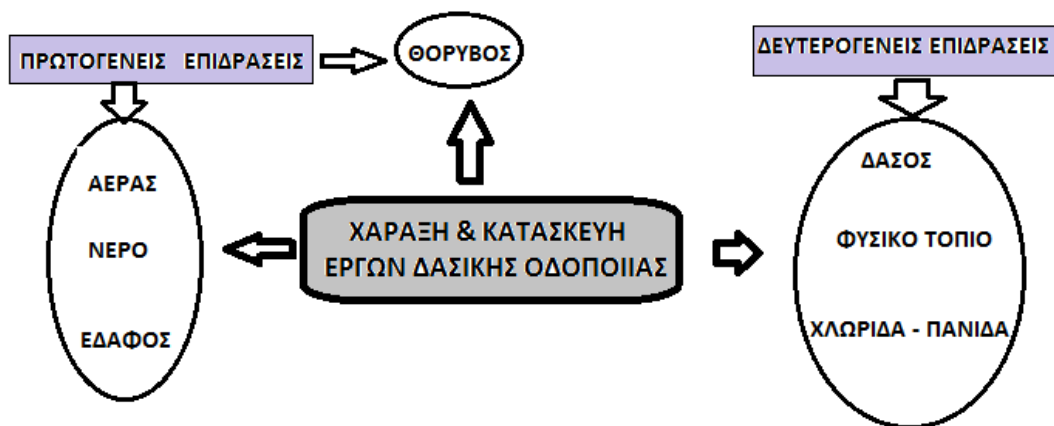 ΠΡΩΤΟΓΕΝΕΙΣ ΕΠΙΔΡΑΣΕΙΣ
ΘΟΡΥΒΟΣ
ΔΕΥΤΕΡΟΓΕΝΕΙΣ ΕΠΙΔΡΑΣΕΙΣ
ΑΕΡΑΣ
ΝΕΡΟ
ΕΔΑΦΟΣ
ΧΑΡΑΞΗ & ΚΑΤΑΣΚΕΥΗ
ΕΡΓΩΝ ΔΑΣΙΚΗΣ ΟΔΟΠΟΙΙΑΣ
ΔΑΣΟΣ
ΦΥΣΙΚΟ ΤΟΠΙΟ
ΧΛΩΡΙΔΑ - ΠΑΝΙΔΑ